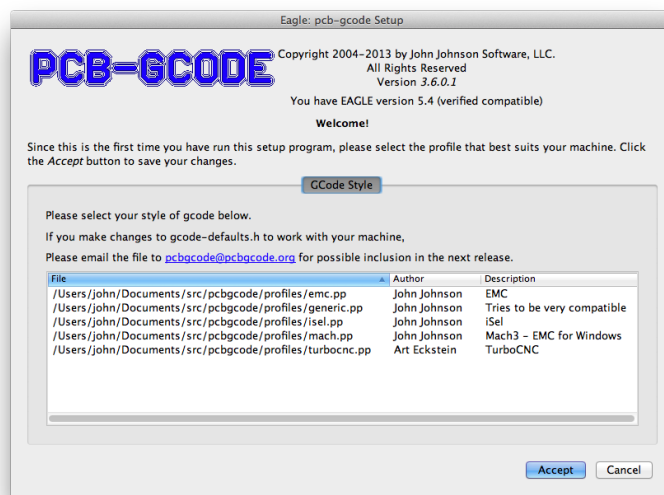 Eagle: pcb-gcode Setup
PCB-GCODE
Copyright 2004-2013 by John Johnson Software, LLC.
All Rights Reserved
Version 3.6.0.1
You have EAGLE version 5.4 (verified compatible)
Welcome!
Since this is the first time you have run this setup program, please select the profile that best suits your machine. Click
the Accept button to save your changes.
GCode Style
Please select your style of gcode below.
If you make changes to gcode-defaults.h to work with your machine,
Please email the file to pcbgcode@pcbgcode.org for possible inclusion in the next release.
File Author Description
/Users/john/Documents/src/pcbgcode/profiles/emc.pp John Johnson EMC
/Users/john/Documents/src/pcbgcode/profiles/generic.pp John Johnson Tries to be very compatible
/Users/john/Documents/src/pcbgcode/profiles/isel.pp John Johnson iSel
/Users/john/Documents/src/pcbgcode/profiles/mach.pp John Johnson Mach3 - EMC for Windows
/Users/john/Documents/src/pcbgcode/profiles/turbocnc.pp Art Eckstein TurboCNC
Accept Cancel